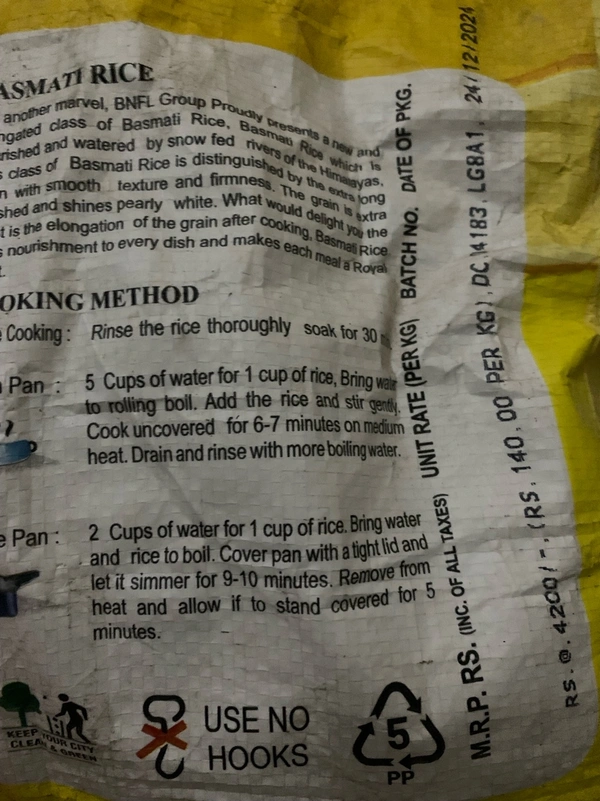 ASMATI RICE
another marvel, BNFL Group Proudly presents a new and
ngated class of Basmati Rice, Basmati Rice which is
rished and watered by snow fed rivers of the Himalayas,
s class of Basmati Rice is distinguished by the extra long
n with smooth texture and firmness. The grain is extra
shed and shines pearly white. What would delight you the
t is the elongation of the grain after cooking, Basmati Rice
s nourishment to every dish and makes each meal a Royal
t.
OKING METHOD
e Cooking : Rinse the rice thoroughly soak for 30
Pan : 5 Cups of water for 1 cup of rice, Bring water
to rolling boil. Add the rice and stir gently.
Cook uncovered for 6-7 minutes on medium
heat. Drain and rinse with more boiling water.
e Pan : 2 Cups of water for 1 cup of rice. Bring water
and rice to boil. Cover pan with a tight lid and
let it simmer for 9-10 minutes. Remove from
heat and allow if to stand covered for 5
minutes.
KEEP YOUR CITY
CLEAN & GREEN
USE NO
HOOKS
5
PP
M.R.P. RS. (INC. OF ALL TAXES) UNIT RATE (PER KG) BATCH NO. DATE OF PKG.
RS.@.4200/-,(RS.140.00 PER KG),DC14183,LGBA1, 24/12/2024